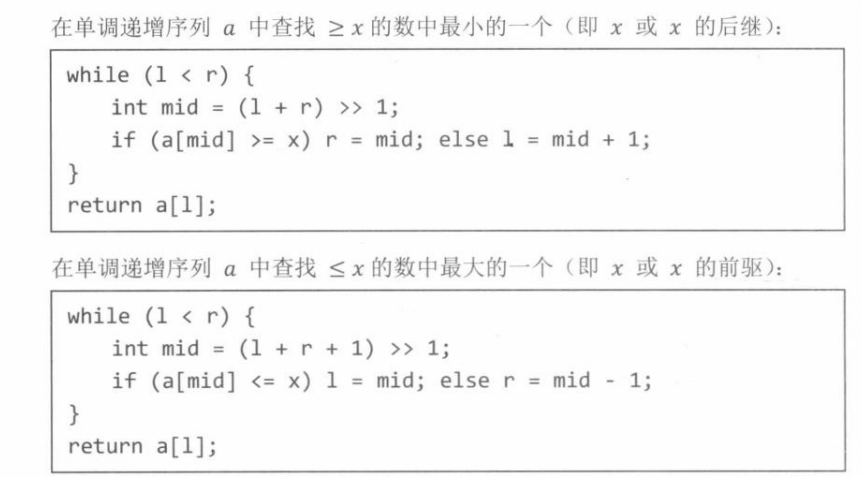 在单调递增序列 a 中查找 ≥ x 的数中最小的一个（即 x 或 x 的后继）：
while (l < r) {
    int mid = (l + r) >> 1;
    if (a[mid] >= x) r = mid; else l = mid + 1;
}
return a[l];
在单调递增序列 a 中查找 ≤ x 的数中最大的一个（即 x 或 x 的前驱）：
while (l < r) {
    int mid = (l + r + 1) >> 1;
    if (a[mid] <= x) l = mid; else r = mid - 1;
}
return a[l];